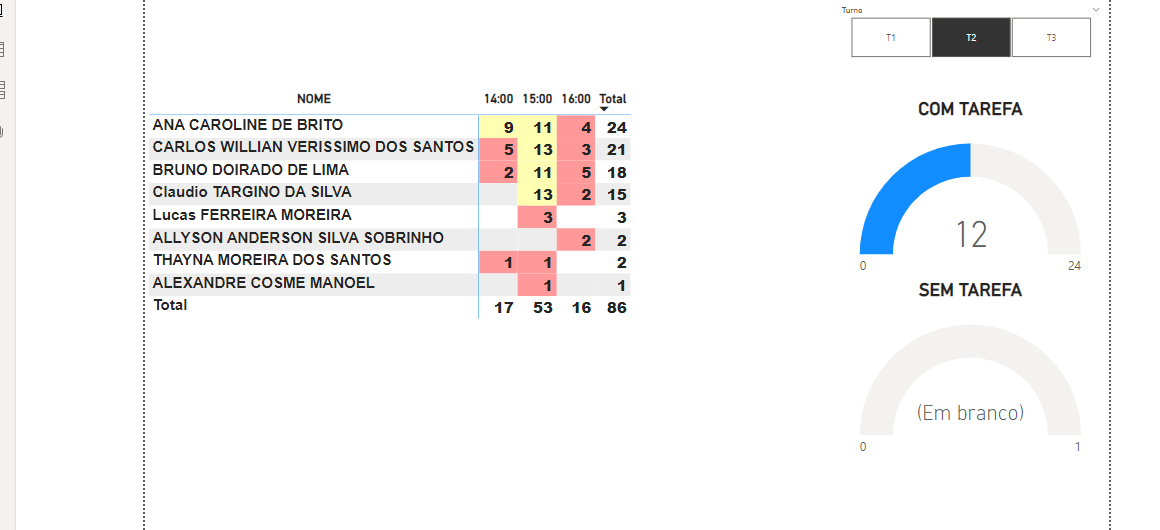 Turno
T1 T2 T3
NOME 14:00 15:00 16:00 Total
ANA CAROLINE DE BRITO 9 11 4 24
CARLOS WILLIAN VERISSIMO DOS SANTOS 5 13 3 21
BRUNO DOIRADO DE LIMA 2 11 5 18
Claudio TARGINO DA SILVA 13 2 15
Lucas FERREIRA MOREIRA 3 3
ALLYSON ANDERSON SILVA SOBRINHO 2 2
THAYNA MOREIRA DOS SANTOS 1 1 2
ALEXANDRE COSME MANOEL 1 1
Total 17 53 16 86
COM TAREFA
12
0 24
SEM TAREFA
(Em branco)
0 1